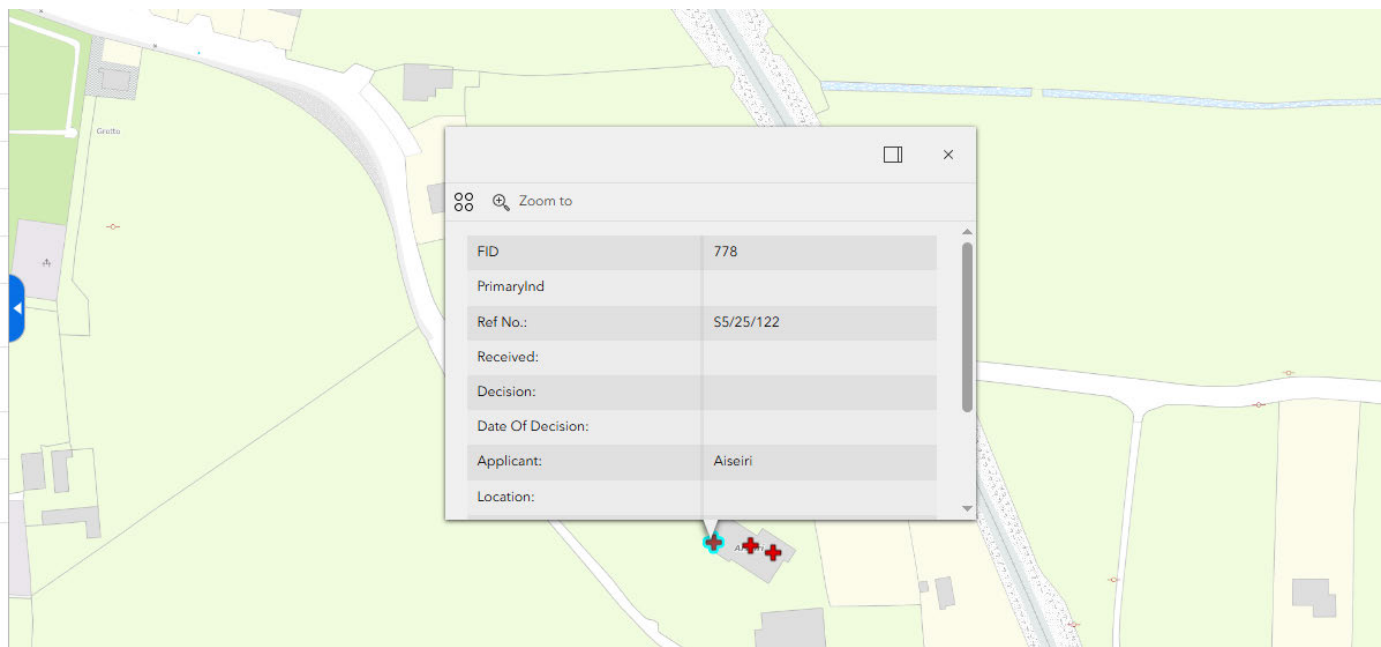 Grotto
Zoom to
FID 778
PrimaryInd
Ref No.: S5/25/122
Received:
Decision:
Date Of Decision:
Applicant: Aiseiri
Location: